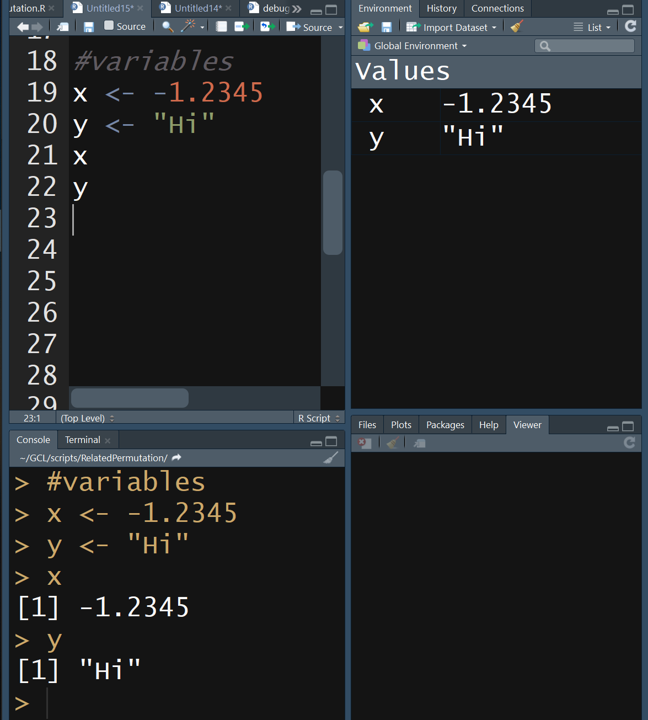 utation.R
Untitled15*
Untitled14*
debug
Source
Source
18 #variables
19 x <- -1.2345
20 y <- "Hi"
21 x
22 y
23
24
25
26
27
28
29
23:1 (Top Level) R Script
Console Terminal
~/GCL/scripts/RelatedPermutation/
> #variables
> x <- -1.2345
> y <- "Hi"
> x
[1] -1.2345
> y
[1] "Hi"
>
Environment History Connections
Import Dataset List
Global Environment
Values
x -1.2345
y "Hi"
Files Plots Packages Help Viewer